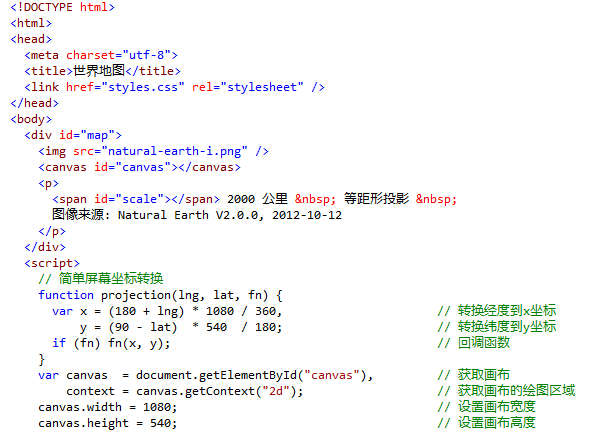 <!DOCTYPE html>
<html>
<head>
  <meta charset="utf-8">
  <title>世界地图</title>
  <link href="styles.css" rel="stylesheet" />
</head>
<body>
  <div id="map">
    <img src="natural-earth-i.png" />
    <canvas id="canvas"></canvas>
    <p>
      <span id="scale"></span> 2000 公里 &nbsp; 等距形投影 &nbsp;
      图像来源: Natural Earth V2.0.0, 2012-10-12
    </p>
  </div>
  <script>
    // 简单屏幕坐标转换
    function projection(lng, lat, fn) {
      var x = (180 + lng) * 1080 / 360,                      // 转换经度到x坐标
          y = (90 - lat)  * 540  / 180;                      // 转换纬度到y坐标
      if (fn) fn(x, y);                                      // 回调函数
    }
    var canvas  = document.getElementById("canvas"),         // 获取画布
        context = canvas.getContext("2d");                   // 获取画布的绘图区域
    canvas.width = 1080;                                     // 设置画布宽度
    canvas.height = 540;                                     // 设置画布高度